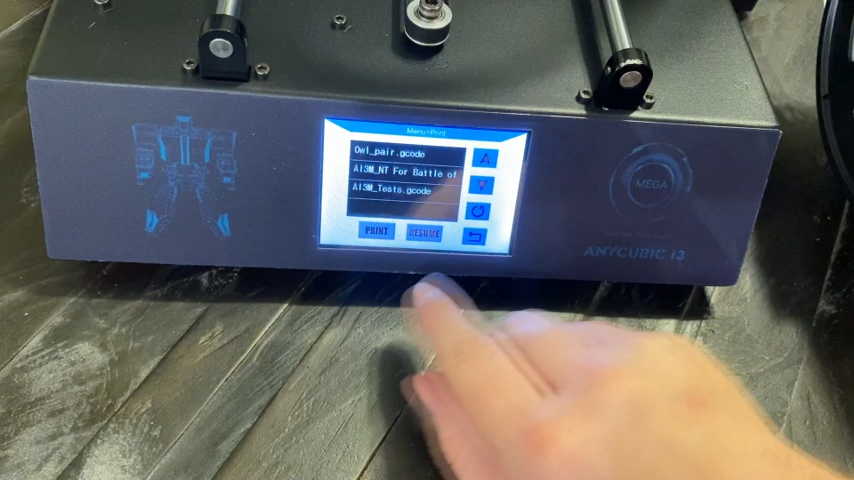 Menu>Print
Owl_pair.gcode
AI3M_NT For Battle of
AI3M_Tests.gcode
PRINT
RESUME
MEGA
ANYCUBIC i3